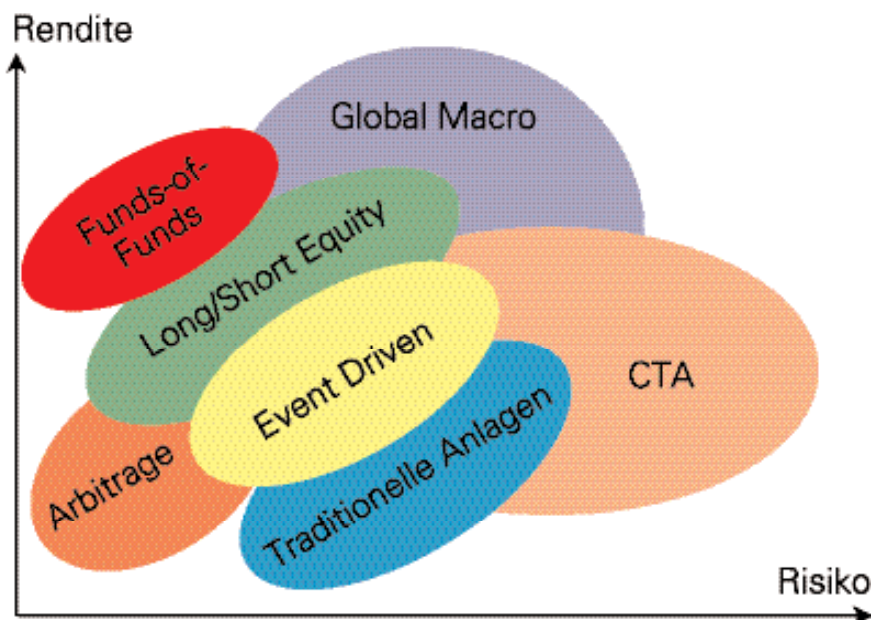 Rendite
Global Macro
Funds-of-
Funds
Long/Short Equity
Event Driven
CTA
Arbitrage
Traditionelle Anlagen
Risiko